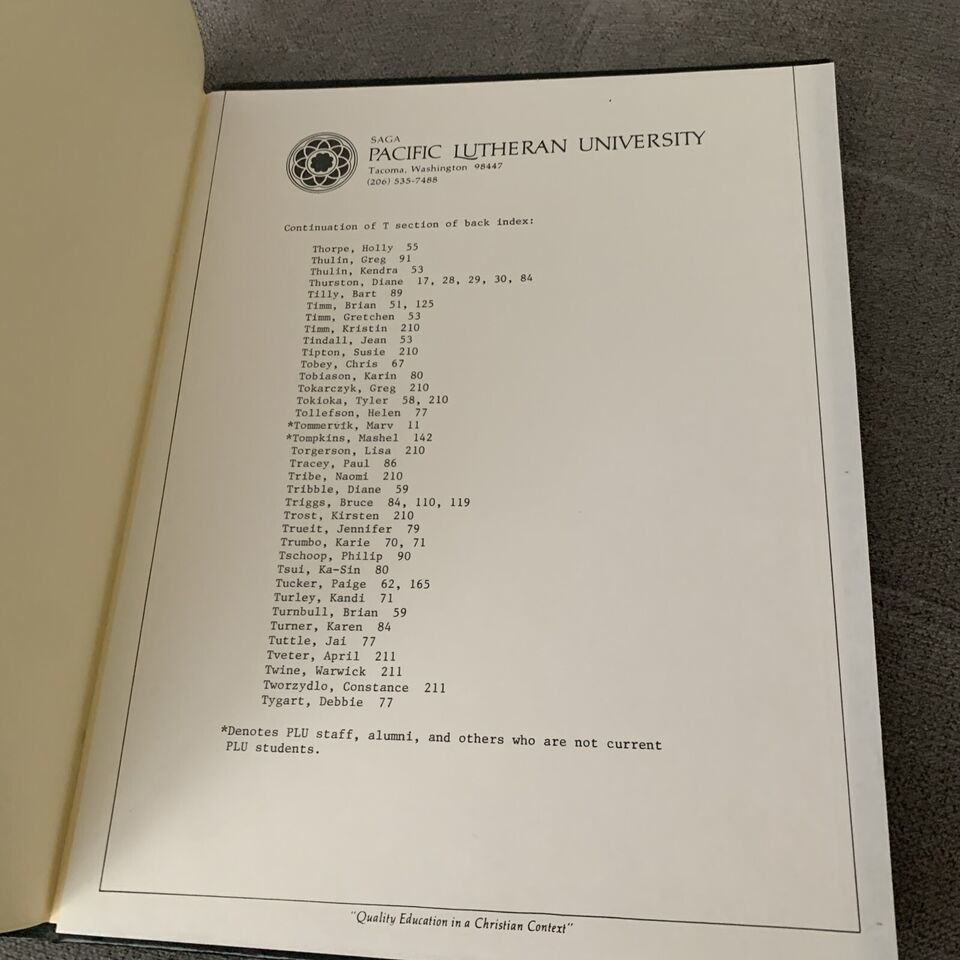 SAGA
PACIFIC LUTHERAN UNIVERSITY
Tacoma, Washington 98447
(206) 535-7488
Continuation of T section of back index:
Thorpe, Holly 55
Thulin, Greg 91
Thulin, Kendra 53
Thurston, Diane 17, 28, 29, 30, 84
Tilly, Bart 89
Timm, Brian 51, 125
Timm, Gretchen 53
Timm, Kristin 210
Tindall, Jean 53
Tipton, Susie 210
Tobey, Chris 67
Tobiason, Karin 80
Tokarczyk, Greg 210
Tokioka, Tyler 58, 210
Tollefson, Helen 77
*Tommervik, Marv 11
*Tompkins, Mashel 142
Torgerson, Lisa 210
Tracey, Paul 86
Tribe, Naomi 210
Tribble, Diane 59
Triggs, Bruce 84, 110, 119
Trost, Kirsten 210
Trueit, Jennifer 79
Trumbo, Karie 70, 71
Tschoop, Philip 90
Tsui, Ka-Sin 80
Tucker, Paige 62, 165
Turley, Kandi 71
Turnbull, Brian 59
Turner, Karen 84
Tuttle, Jai 77
Tveter, April 211
Twine, Warwick 211
Tworzydlo, Constance 211
Tygart, Debbie 77
*Denotes PLU staff, alumni, and others who are not current
PLU students.
"Quality Education in a Christian Context"